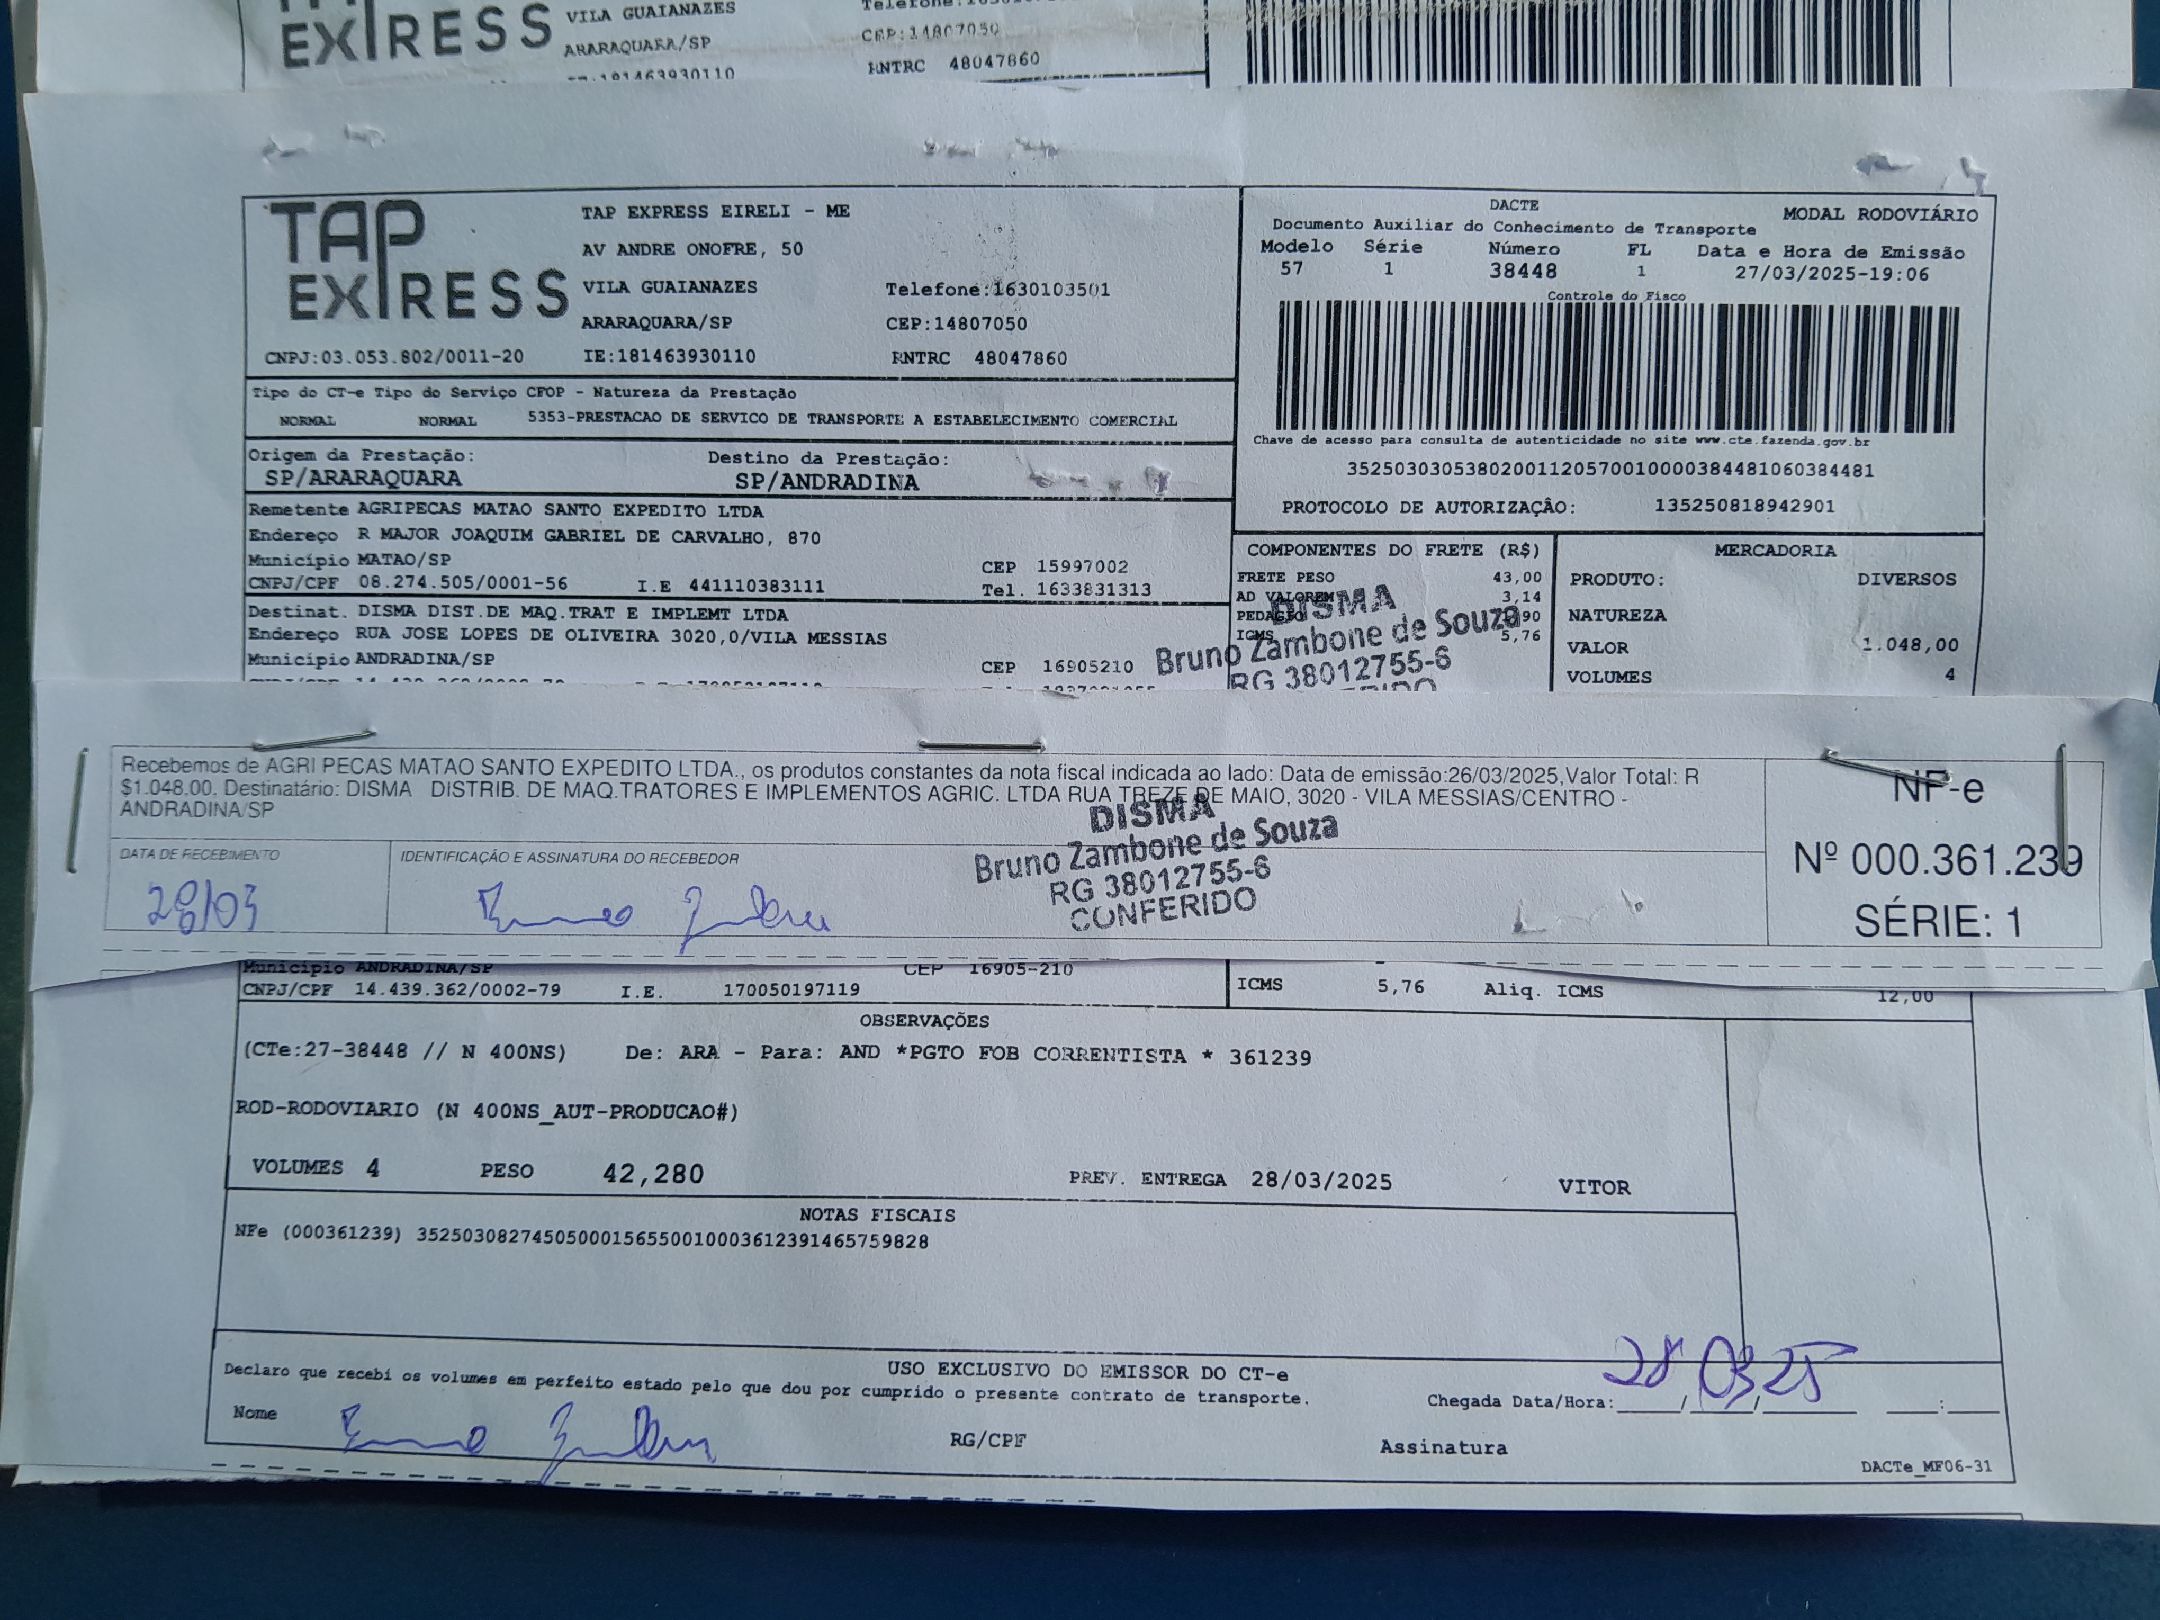 EXPRESS
VILA GUAIANAZES
ARARAQUARA/SP
CEP:14807050
RNTRC 48047860
TAP EXPRESS
TAP EXPRESS EIRELI - ME
AV ANDRE ONOFRE, 50
VILA GUAIANAZES Telefone:1630103501
ARARAQUARA/SP CEP:14807050
CNPJ:03.053.802/0011-20 IE:181463930110 RNTRC 48047860
DACTE
MODAL RODOVIÁRIO
Documento Auxiliar do Conhecimento de Transporte
Modelo Série Número FL Data e Hora de Emissão
57 1 38448 1 27/03/2025-19:06
Controle do Fisco
Chave de acesso para consulta de autenticidade no site www.cte.fazenda.gov.br
35250303053802001120570010000384481060384481
PROTOCOLO DE AUTORIZAÇÂO: 135250818942901
Tipo do CT-e Tipo do Serviço CFOP - Natureza da Prestação
NORMAL NORMAL 5353-PRESTACAO DE SERVICO DE TRANSPORTE A ESTABELECIMENTO COMERCIAL
Origem da Prestação: Destino da Prestação:
SP/ARARAQUARA SP/ANDRADINA
Remetente AGRIPECAS MATAO SANTO EXPEDITO LTDA
Endereço R MAJOR JOAQUIM GABRIEL DE CARVALHO, 870
Município MATAO/SP CEP 15997002
CNPJ/CPF 08.274.505/0001-56 I.E 441110383111 Tel. 1633831313
Destinat. DISMA DIST.DE MAQ.TRAT E IMPLEMT LTDA
Endereço RUA JOSE LOPES DE OLIVEIRA 3020,0/VILA MESSIAS
Município ANDRADINA/SP CEP 16905210
COMPONENTES DO FRETE (R$)
FRETE PESO 43,00
AD VALOREM 3,14
PEDAGIO
ICMS 5,76
MERCADORIA
PRODUTO: DIVERSOS
NATUREZA
VALOR 1.048,00
VOLUMES 4
DISMA
Bruno Zambone de Souza
RG 38012755-6
Recebemos de AGRI PECAS MATAO SANTO EXPEDITO LTDA., os produtos constantes da nota fiscal indicada ao lado: Data de emissão:26/03/2025,Valor Total: R
$1.048.00. Destinatário: DISMA DISTRIB. DE MAQ.TRATORES E IMPLEMENTOS AGRIC. LTDA RUA TREZE DE MAIO, 3020 - VILA MESSIAS/CENTRO -
ANDRADINA/SP
DATA DE RECEBIMENTO IDENTIFICAÇÃO E ASSINATURA DO RECEBEDOR
28/03
DISMA
Bruno Zambone de Souza
RG 38012755-6
CONFERIDO
NF-e
Nº 000.361.239
SÉRIE: 1
Município ANDRADINA/SP CEP 16905-210
CNPJ/CPF 14.439.362/0002-79 I.E. 170050197119
ICMS 5,76 Aliq. ICMS 12,00
OBSERVAÇÕES
(CTe:27-38448 // N 400NS) De: ARA - Para: AND *PGTO FOB CORRENTISTA * 361239
ROD-RODOVIARIO (N 400NS_AUT-PRODUCAO#)
VOLUMES 4 PESO 42,280 PREV. ENTREGA 28/03/2025 VITOR
NOTAS FISCAIS
NFe (000361239) 35250308274505000156550010003612391465759828
USO EXCLUSIVO DO EMISSOR DO CT-e
Declaro que recebi os volumes em perfeito estado pelo que dou por cumprido o presente contrato de transporte.
Chegada Data/Hora: 28/03/25
Nome RG/CPF Assinatura
DACTe_MF06-31